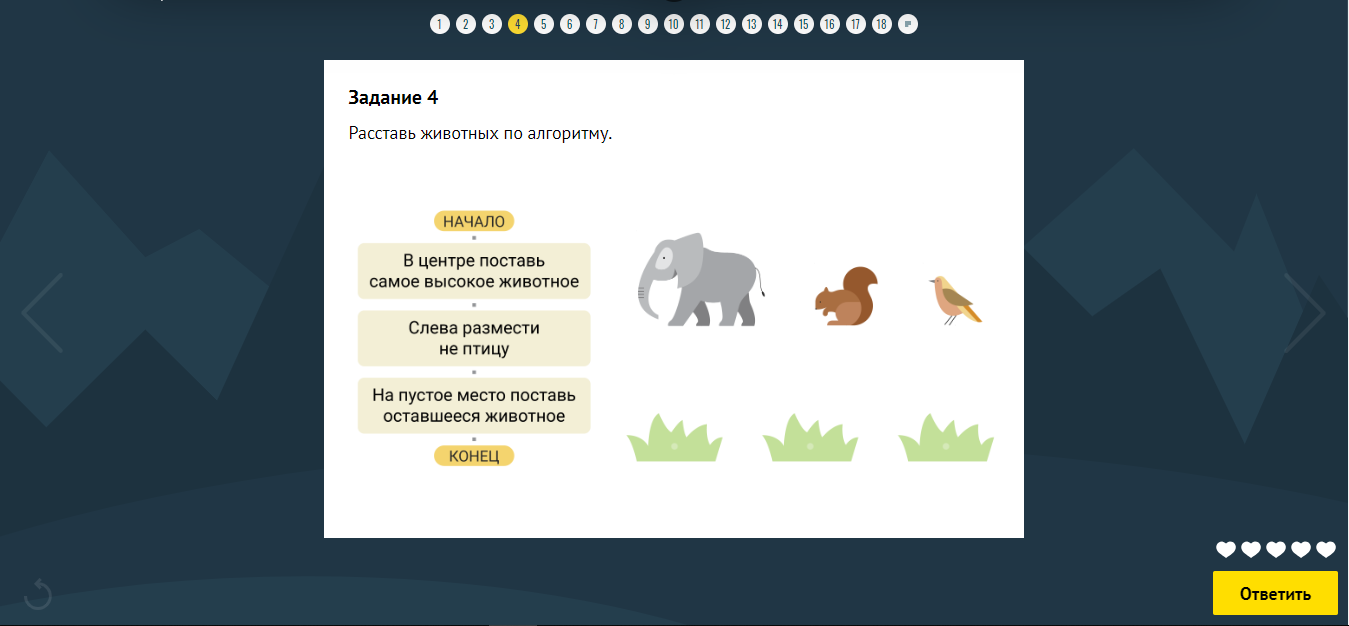 1 2 3 4 5 6 7 8 9 10 11 12 13 14 15 16 17 18
Задание 4
Расставь животных по алгоритму.
НАЧАЛО
В центре поставь
самое высокое животное
Слева размести
не птицу
На пустое место поставь
оставшееся животное
КОНЕЦ
Ответить